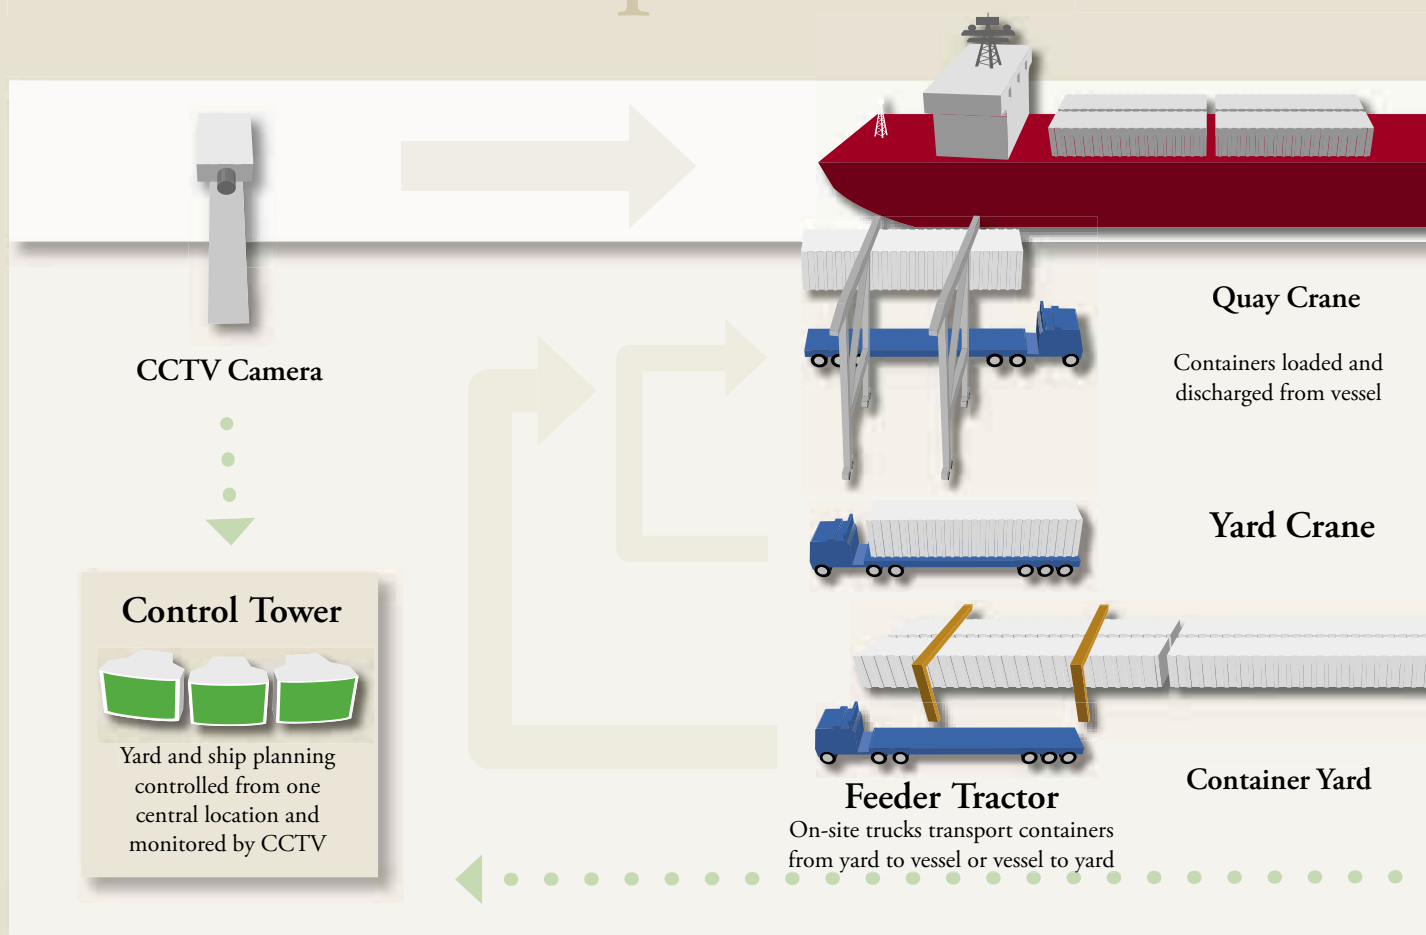 Quay Crane
Containers loaded and
discharged from vessel
CCTV Camera
Yard Crane
Control Tower
Yard and ship planning
controlled from one
central location and
monitored by CCTV
Container Yard
Feeder Tractor
On-site trucks transport containers
from yard to vessel or vessel to yard